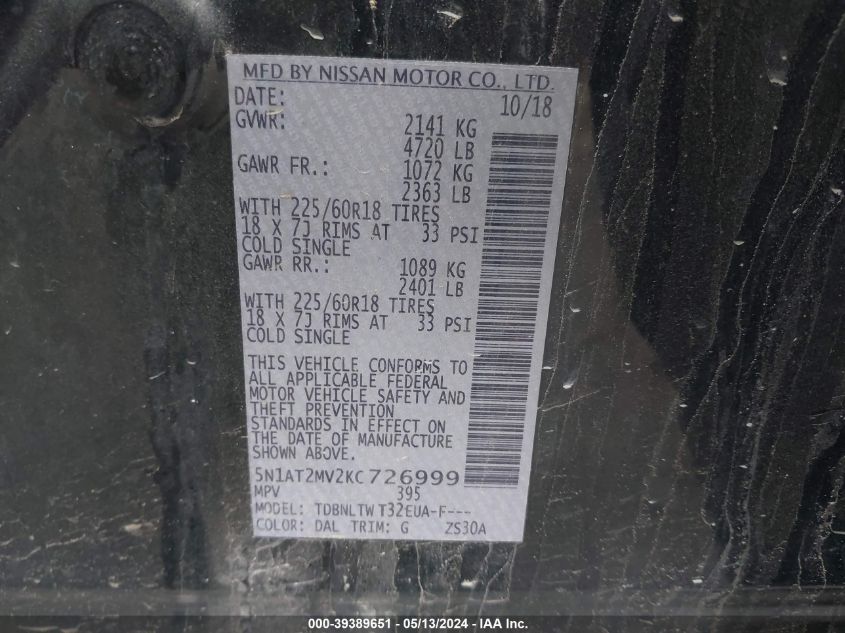 MFD BY NISSAN MOTOR CO., LTD.
DATE: 10/18
GVWR: 2141 KG
4720 LB
GAWR FR.: 1072 KG
2363 LB
WITH 225/60R18 TIRES
18 X 7J RIMS AT 33 PSI
COLD SINGLE
GAWR RR.: 1089 KG
2401 LB
WITH 225/60R18 TIRES
18 X 7J RIMS AT 33 PSI
COLD SINGLE
THIS VEHICLE CONFORMS TO
ALL APPLICABLE FEDERAL
MOTOR VEHICLE SAFETY AND
THEFT PREVENTION
STANDARDS IN EFFECT ON
THE DATE OF MANUFACTURE
SHOWN ABOVE.
5N1AT2MV2KC726999
MPV 395
MODEL: TDBNLTW T32EUA-F---
COLOR: DAL TRIM: G ZS30A
000-39389651 - 05/13/2024 - IMPACT AUTO AUCTIONS, INC.